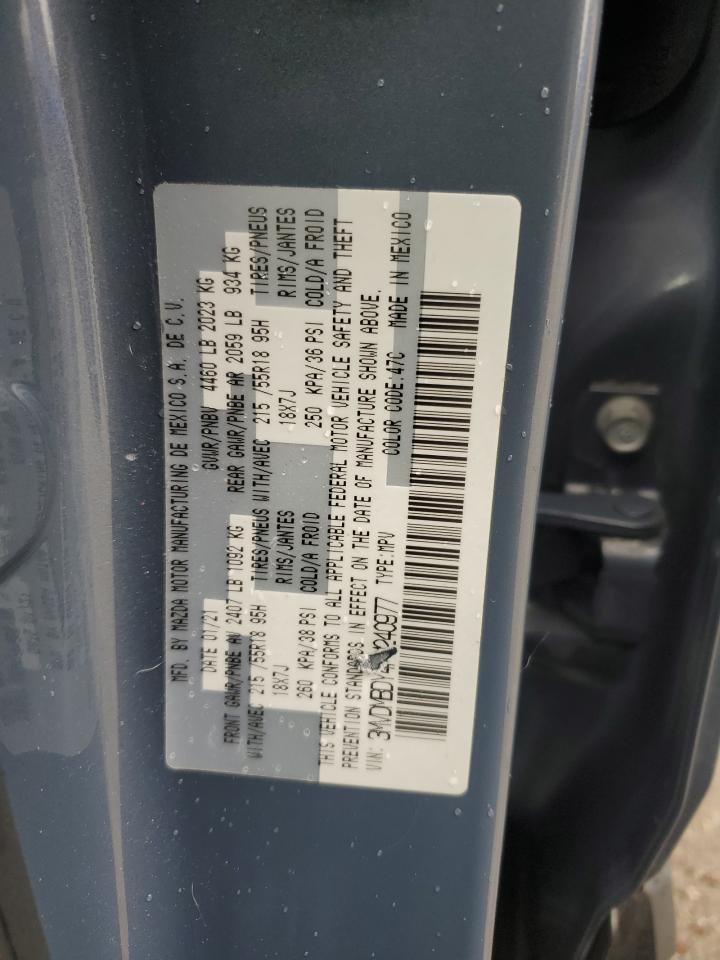 MFD. BY MAZDA MOTOR MANUFACTURING DE MEXICO S.A. DE C.V.
DATE 01/21 GVWR/PNBV 4460 LB 2023 KG
FRONT GAWR/PNBE AV 2407 LB 1092 KG REAR GAWR/PNBE AR 2059 LB 934 KG
WITH/AVEC 215 /55R18 95H TIRES/PNEUS WITH/AVEC 215 /55R18 95H TIRES/PNEUS
18X7J RIMS/JANTES 18X7J RIMS/JANTES
260 KPA/38 PSI COLD/A FROID 250 KPA/36 PSI COLD/A FROID
THIS VEHICLE CONFORMS TO ALL APPLICABLE FEDERAL MOTOR VEHICLE SAFETY AND THEFT
PREVENTION STANDARDS IN EFFECT ON THE DATE OF MANUFACTURE SHOWN ABOVE.
VIN: 240977 TYPE:MPV COLOR CODE:47C MADE IN MEXICO